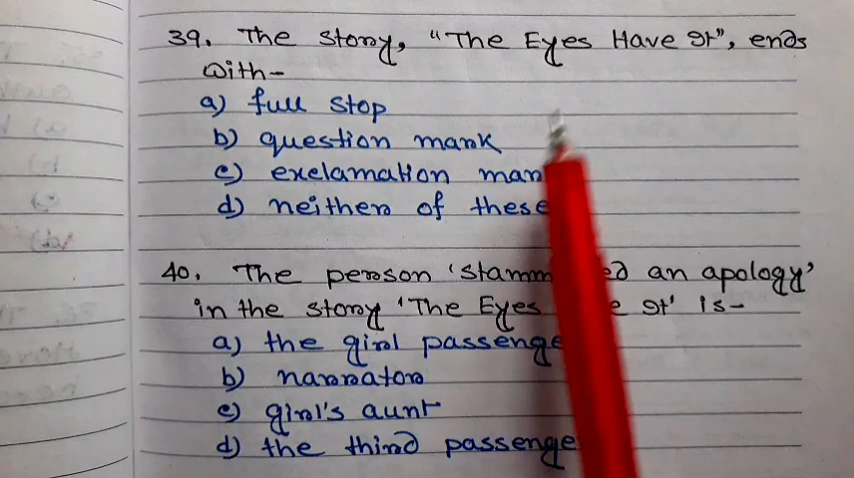 39. The story, "The Eyes Have It", ends
with-
a) full stop
b) question mark
c) exclamation mar
d) neither of these
40. The person 'stamm ed an apology'
in the story 'The Eyes e It' is-
a) the girl passenge
b) narrator
c) girl's aunt
d) the third passenge